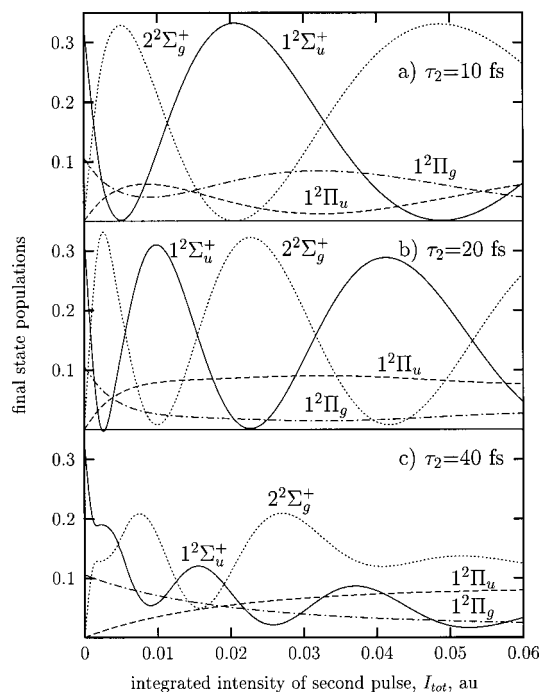 0.3
2²Σg⁺ 1²Σu⁺
a) τ₂=10 fs
0.2
0.1
1²Πg
1²Πu
0.3
1²Σu⁺ 2²Σg⁺
b) τ₂=20 fs
0.2
final state populations
0.1
1²Πu
1²Πg
0.3
c) τ₂=40 fs
2²Σg⁺
0.2
1²Σu⁺
0.1
1²Πu
1²Πg
0 0.01 0.02 0.03 0.04 0.05 0.06
integrated intensity of second pulse, Itot, au